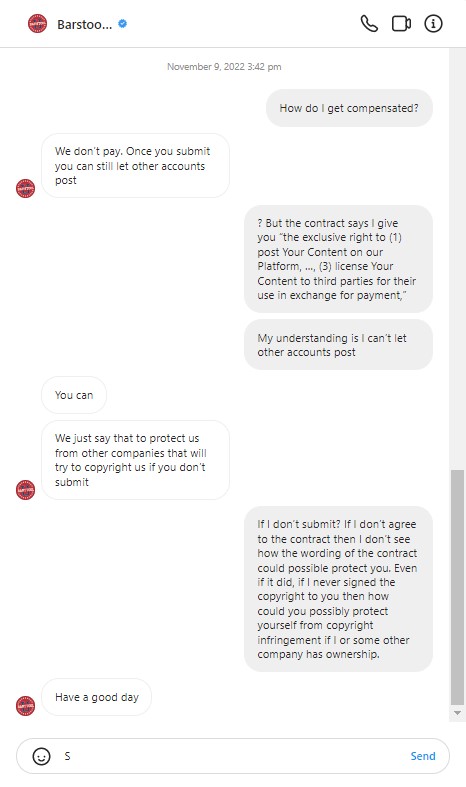 Barstoo...
November 9, 2022 3:42 pm
How do I get compensated?
We don't pay. Once you submit
you can still let other accounts
post
? But the contract says I give
you "the exclusive right to (1)
post Your Content on our
Platform, ..., (3) license Your
Content to third parties for their
use in exchange for payment,"
My understanding is I can't let
other accounts post
You can
We just say that to protect us
from other companies that will
try to copyright us if you don't
submit
If I don't submit? If I don't agree
to the contract then I don't see
how the wording of the contract
could possible protect you. Even
if it did, if I never signed the
copyright to you then how
could you possibly protect
yourself from copyright
infringement if I or some other
company has ownership.
Have a good day
S
Send